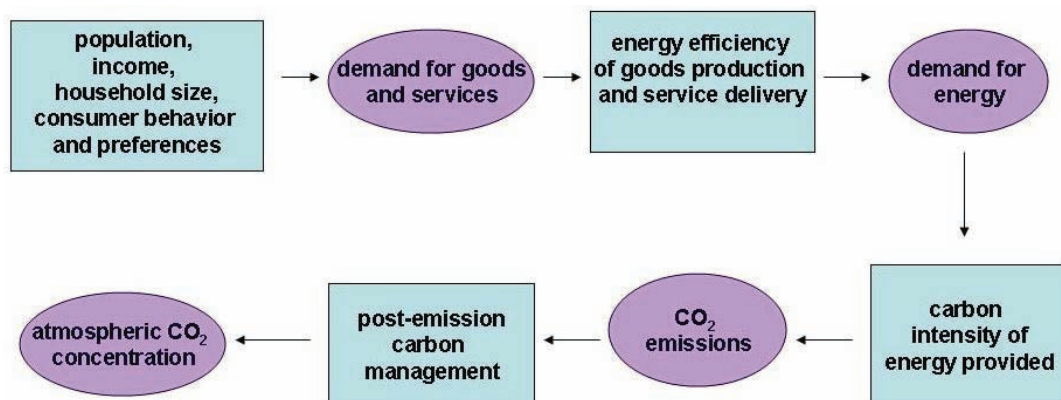 population,
income,
household size,
consumer behavior
and preferences
demand for goods
and services
energy efficiency
of goods production
and service delivery
demand for
energy
carbon
intensity of
energy provided
CO₂
emissions
post-emission
carbon
management
atmospheric CO₂
concentration